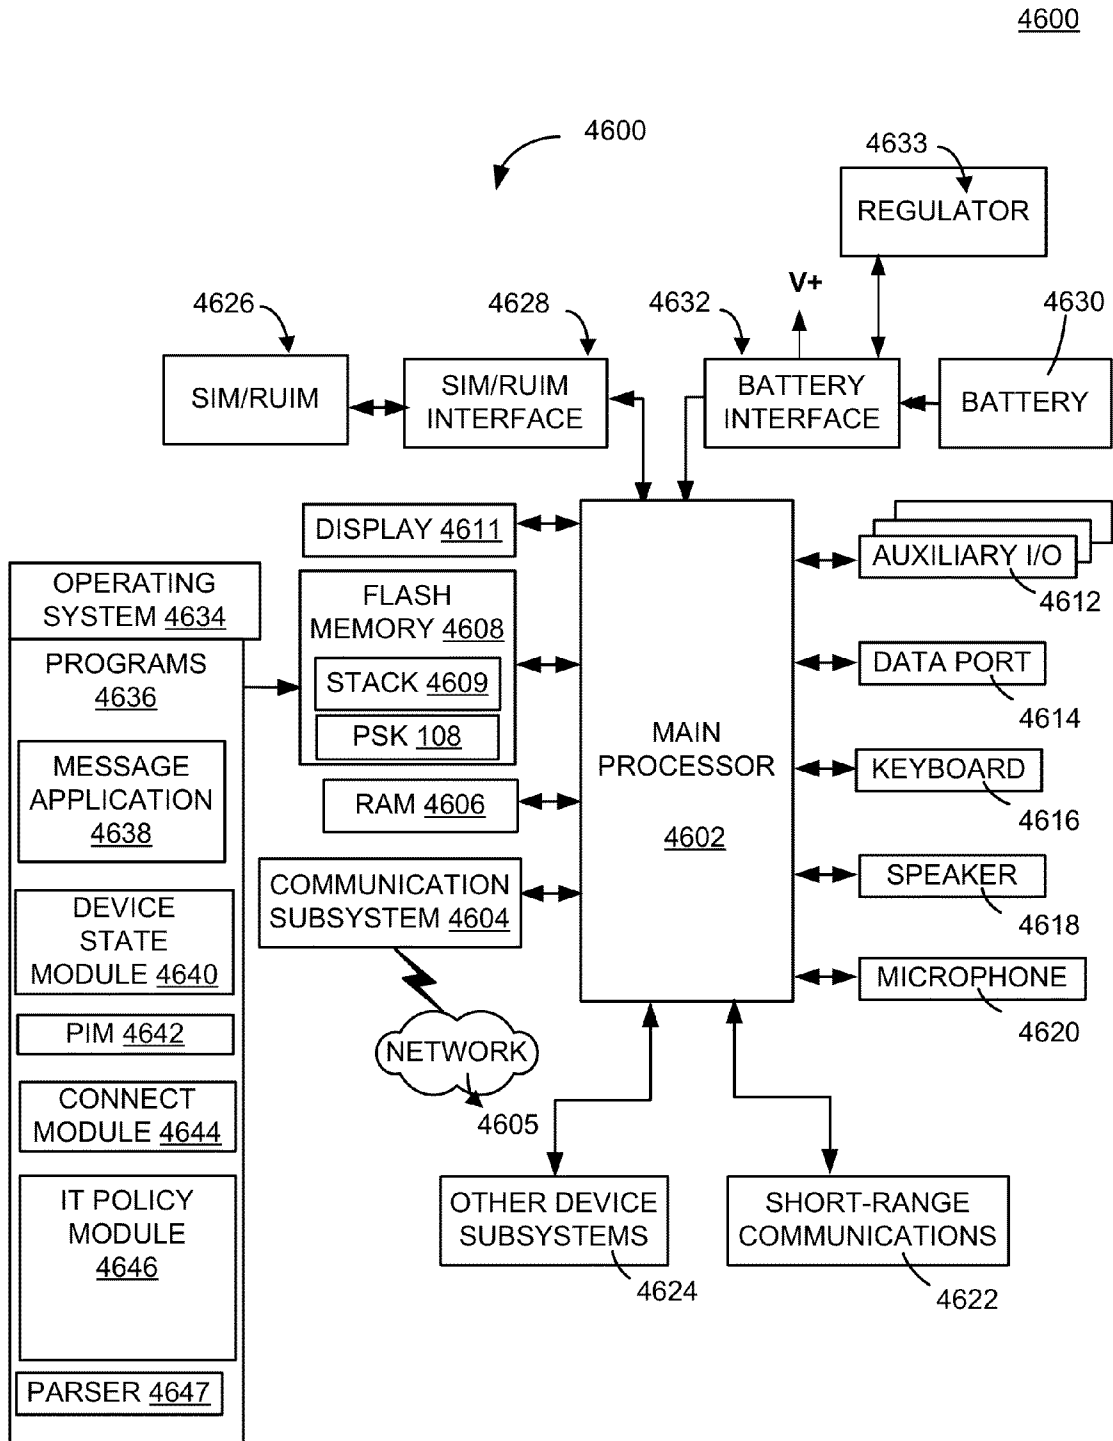 4600
4600
4633
REGULATOR
V+
4626
4628
4632
4630
SIM/RUIM
SIM/RUIM
INTERFACE
BATTERY
INTERFACE
BATTERY
DISPLAY 4611
AUXILIARY I/O
4612
OPERATING
SYSTEM 4634
FLASH
MEMORY 4608
STACK 4609
PSK 108
PROGRAMS
4636
DATA PORT
4614
MAIN
PROCESSOR
4602
MESSAGE
APPLICATION
4638
RAM 4606
KEYBOARD
4616
COMMUNICATION
SUBSYSTEM 4604
SPEAKER
4618
DEVICE
STATE
MODULE 4640
MICROPHONE
4620
PIM 4642
NETWORK
4605
CONNECT
MODULE 4644
IT POLICY
MODULE
4646
OTHER DEVICE
SUBSYSTEMS
4624
SHORT-RANGE
COMMUNICATIONS
4622
PARSER 4647